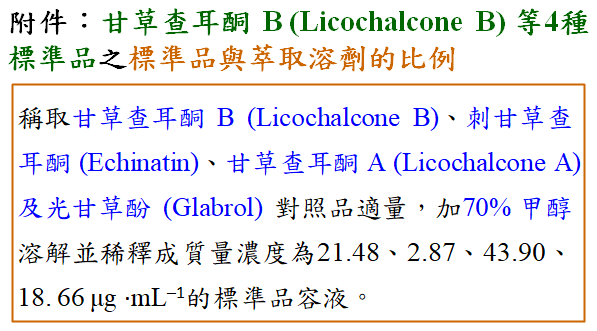 附件：甘草查耳酮 B (Licochalcone B) 等4種
標準品之標準品與萃取溶劑的比例
稱取甘草查耳酮 B (Licochalcone B)、刺甘草查
耳酮 (Echinatin)、甘草查耳酮 A (Licochalcone A)
及光甘草酚 (Glabrol) 對照品適量，加70% 甲醇
溶解並稀釋成質量濃度為21.48、2.87、43.90、
18. 66 μg ·mL⁻¹的標準品容液。